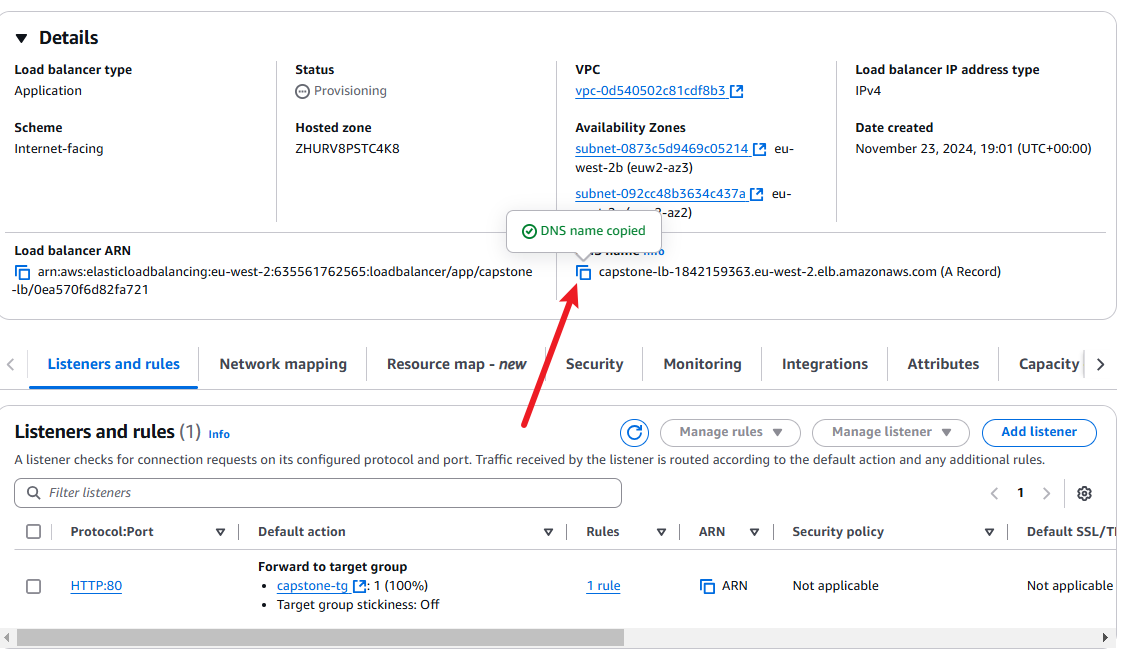 Details
Load balancer type
Application
Status
Provisioning
VPC
vpc-0d540502c81cdf8b3
Load balancer IP address type
IPv4
Scheme
Internet-facing
Hosted zone
ZHURV8PSTC4K8
Availability Zones
subnet-0873c5d9469c05214 eu-
west-2b (euw2-az3)
subnet-092cc48b3634c437a eu-
-az2)
Date created
November 23, 2024, 19:01 (UTC+00:00)
DNS name copied
Load balancer ARN
arn:aws:elasticloadbalancing:eu-west-2:635561762565:loadbalancer/app/capstone
-lb/0ea570f6d82fa721
name Info
capstone-lb-1842159363.eu-west-2.elb.amazonaws.com (A Record)
Listeners and rules
Network mapping
Resource map - new
Security
Monitoring
Integrations
Attributes
Capacity
Listeners and rules (1) Info
Manage rules
Manage listener
Add listener
A listener checks for connection requests on its configured protocol and port. Traffic received by the listener is routed according to the default action and any additional rules.
Filter listeners
1
Protocol:Port
Default action
Rules
ARN
Security policy
Default SSL/T
HTTP:80
Forward to target group
• capstone-tg : 1 (100%)
• Target group stickiness: Off
1 rule
ARN
Not applicable
Not applicable